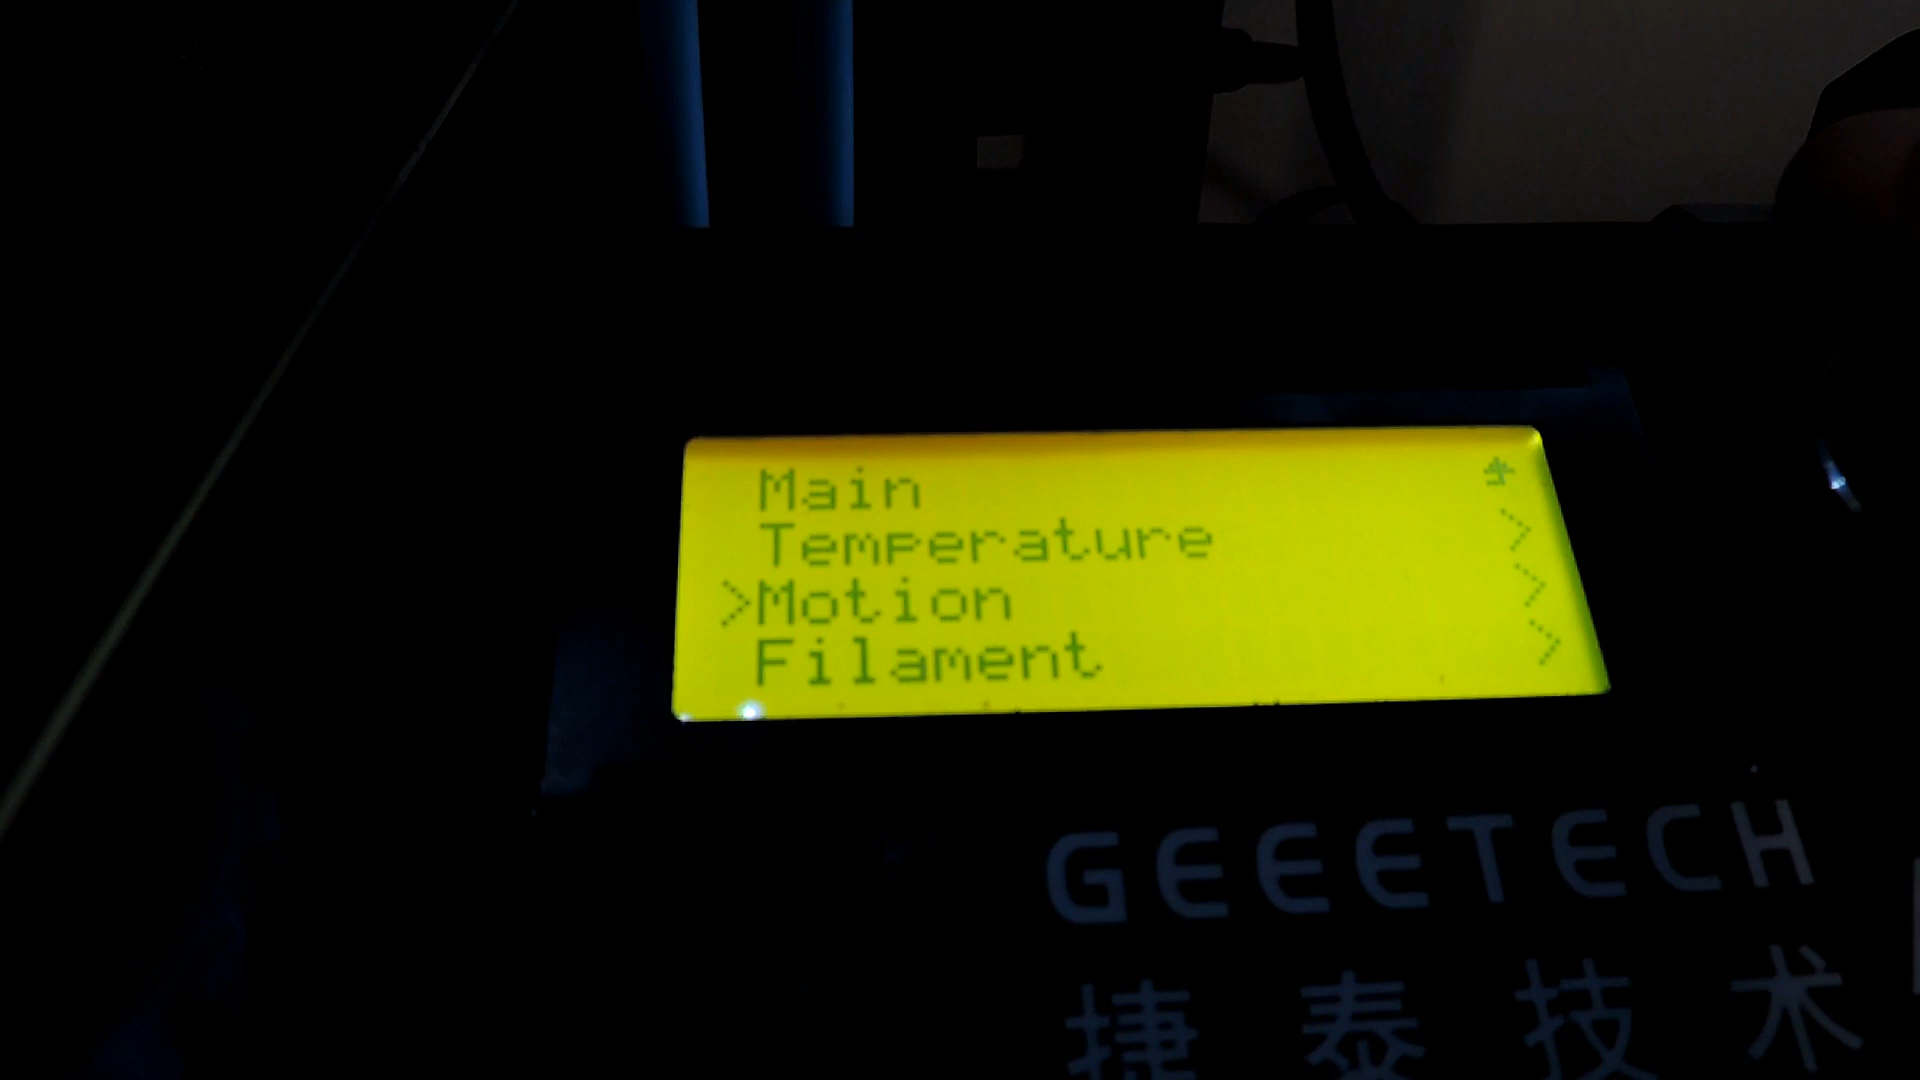 Main
Temperature
>Motion
Filament
GEEETECH
捷泰技术